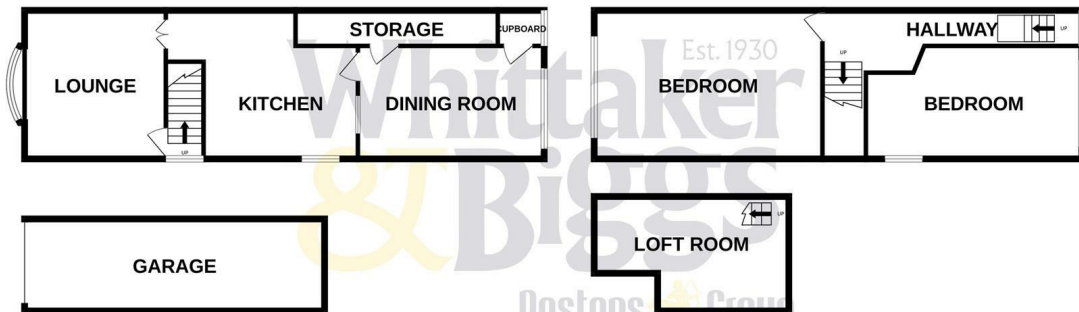 STORAGE
CUPBOARD
LOUNGE
KITCHEN
DINING ROOM
UP
HALLWAY
UP
UP
BEDROOM
BEDROOM
Est. 1930
Whittaker
& Biggs
GARAGE
LOFT ROOM
UP